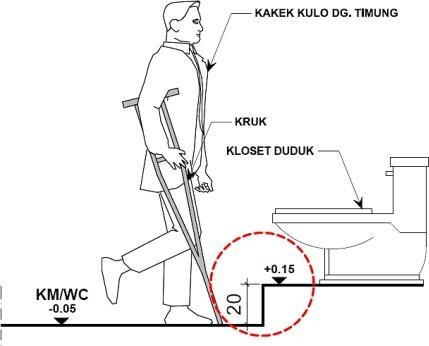 KAKEK KULO DG. TIMUNG
KRUK
KLOSET DUDUK
+0.15
KM/WC
-0.05
20